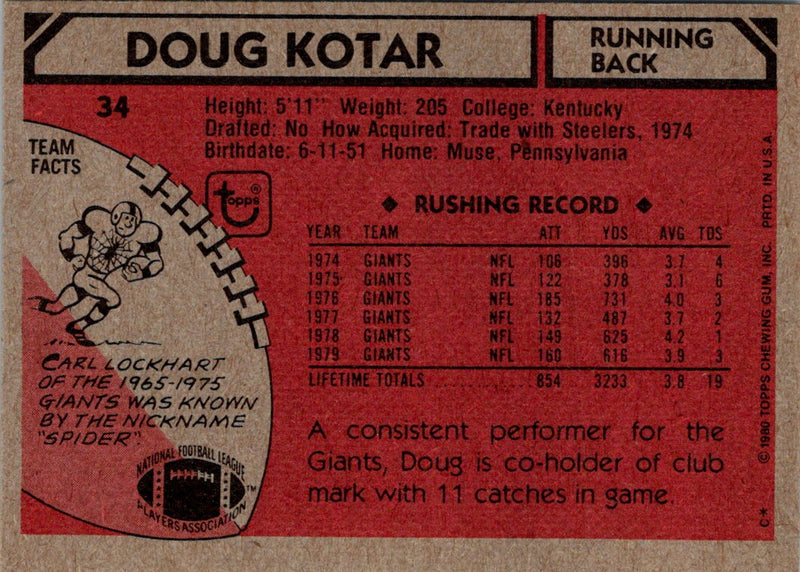 DOUG KOTAR
RUNNING
BACK
34
Height: 5'11" Weight: 205 College: Kentucky
Drafted: No How Acquired: Trade with Steelers, 1974
Birthdate: 6-11-51 Home: Muse, Pennsylvania
TEAM
FACTS
topps®
◆ RUSHING RECORD ◆
YEAR TEAM ATT YDS AVG TDS
1974 GIANTS NFL 106 396 3.7 4
1975 GIANTS NFL 122 378 3.1 6
1976 GIANTS NFL 185 731 4.0 3
1977 GIANTS NFL 132 487 3.7 2
1978 GIANTS NFL 149 625 4.2 1
1979 GIANTS NFL 160 616 3.9 3
LIFETIME TOTALS 854 3233 3.8 19
CARL LOCKHART
OF THE 1965-1975
GIANTS WAS KNOWN
BY THE NICKNAME
"SPIDER".
NATIONAL FOOTBALL LEAGUE
PLAYERS ASSOCIATION™
A consistent performer for the
Giants, Doug is co-holder of club
mark with 11 catches in game.
© 1980 TOPPS CHEWING GUM, INC. PRTD. IN U.S.A.
C*